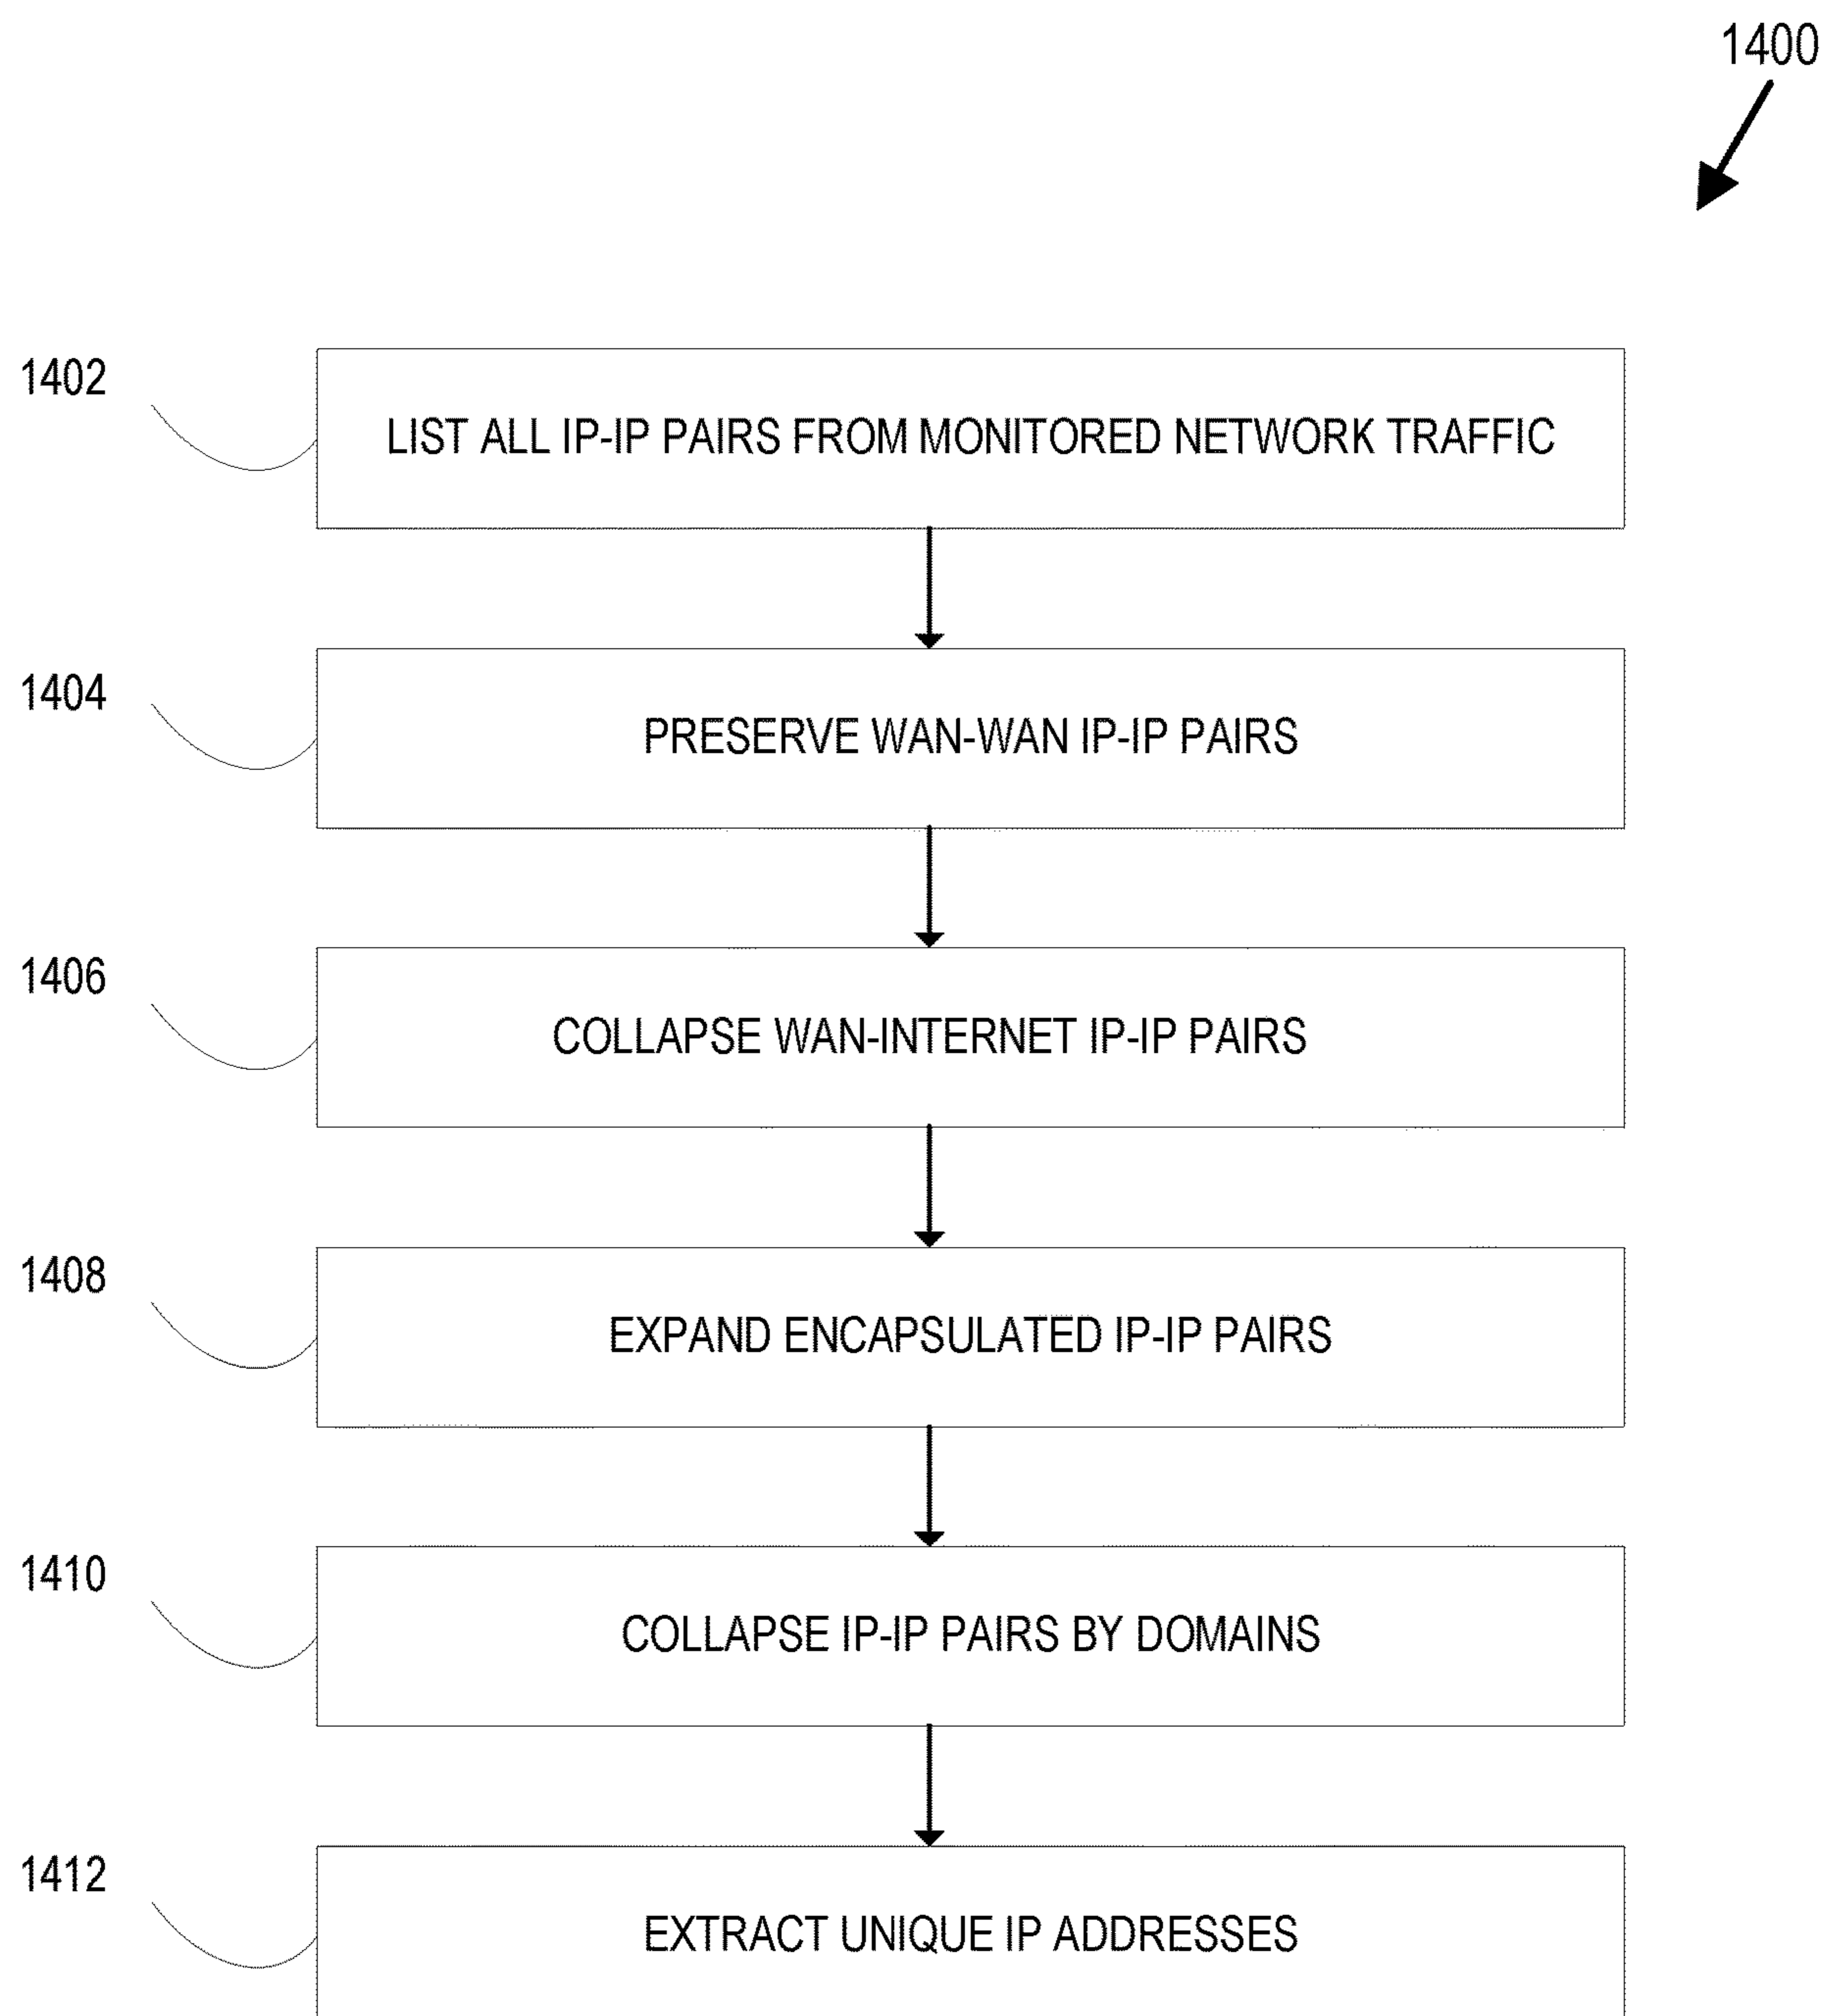 1400
1402
LIST ALL IP-IP PAIRS FROM MONITORED NETWORK TRAFFIC
1404
PRESERVE WAN-WAN IP-IP PAIRS
1406
COLLAPSE WAN-INTERNET IP-IP PAIRS
1408
EXPAND ENCAPSULATED IP-IP PAIRS
1410
COLLAPSE IP-IP PAIRS BY DOMAINS
1412
EXTRACT UNIQUE IP ADDRESSES